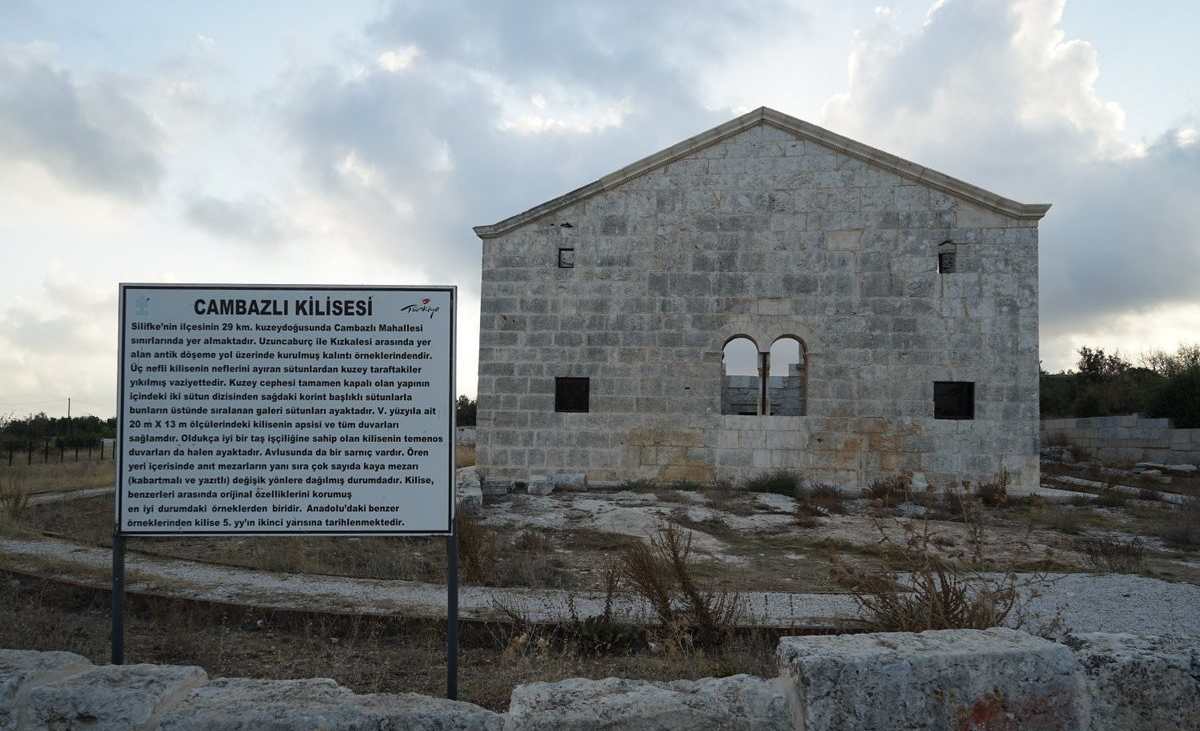 CAMBAZLI KİLİSESİ
Türkiye
Silifke'nin ilçesinin 29 km. kuzeydoğusunda Cambazlı Mahallesi
sınırlarında yer almaktadır. Uzuncaburç ile Kızkalesi arasında yer
alan antik döşeme yol üzerinde kurulmuş kalıntı örneklerindendir.
Üç nefli kilisenin neflerini ayıran sütunlardan kuzey taraftakiler
yıkılmış vaziyettedir. Kuzey cephesi tamamen kapalı olan yapının
içindeki iki sütun dizisinden sağdaki korint başlıklı sütunlarla
bunların üstünde sıralanan galeri sütunları ayaktadır. V. yüzyıla ait
20 m X 13 m ölçülerindeki kilisenin apsisi ve tüm duvarları
sağlamdır. Oldukça iyi bir taş işçiliğine sahip olan kilisenin temenos
duvarları da halen ayaktadır. Avlusunda da bir sarnıç vardır. Ören
yeri içerisinde anıt mezarların yanı sıra çok sayıda kaya mezarı
(kabartmalı ve yazıtlı) değişik yönlere dağılmış durumdadır. Kilise,
benzerleri arasında orijinal özelliklerini korumuş
en iyi durumdaki örneklerden biridir. Anadolu'daki benzer
örneklerinden kilise 5. yy'ın ikinci yarısına tarihlenmektedir.